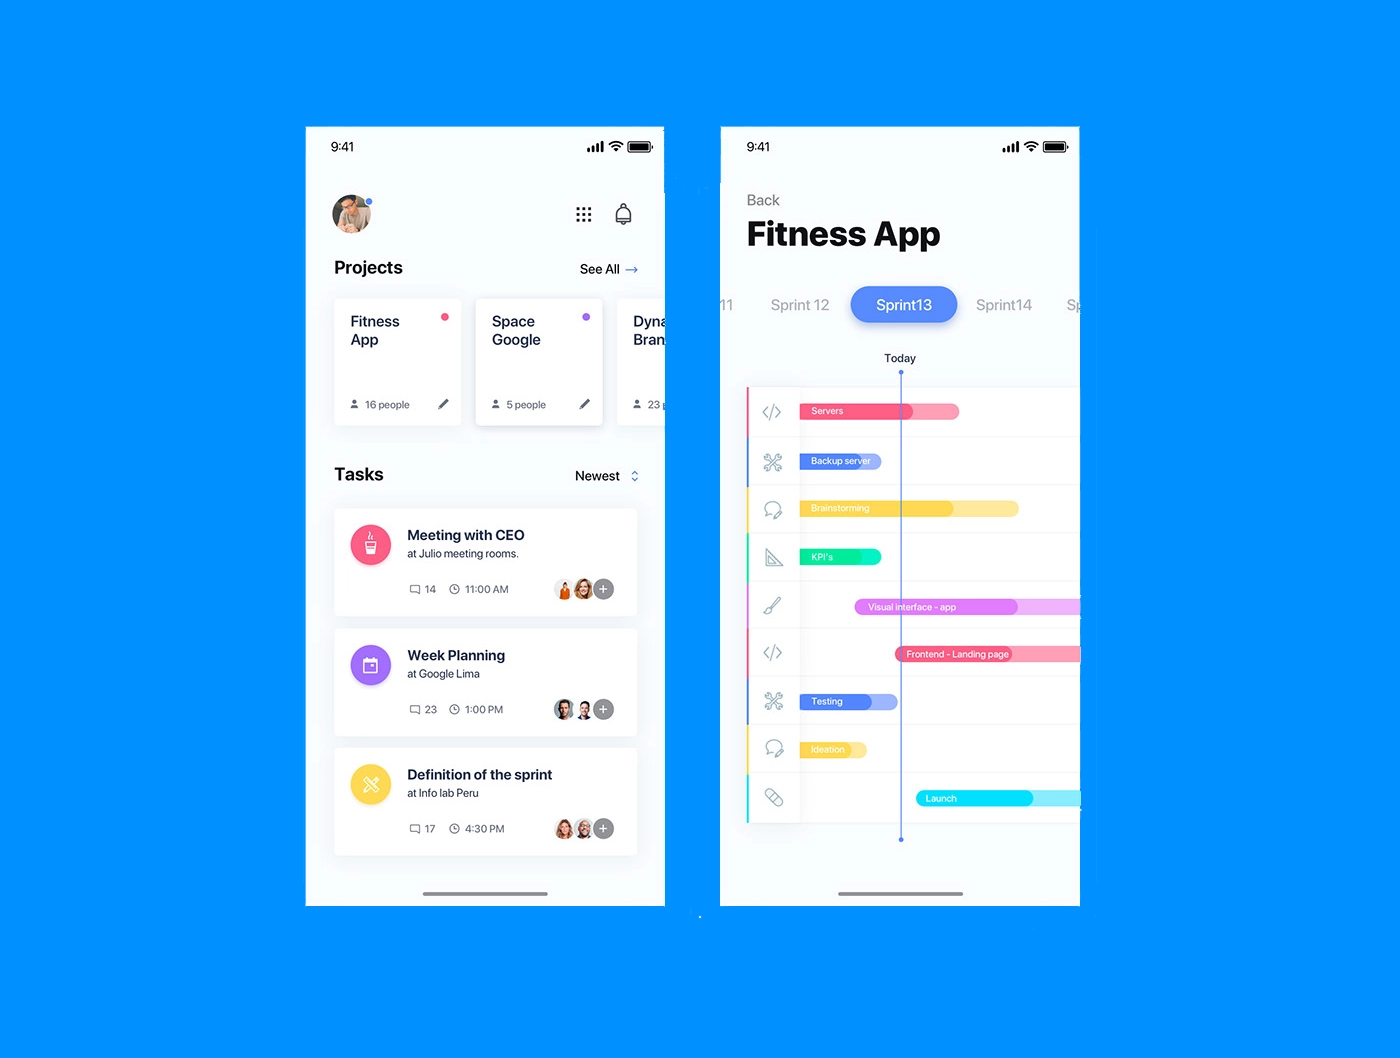 9:41
Projects
See All
Fitness
App
16 people
Space
Google
5 people
Dyna
Bran
23
Tasks
Newest
Meeting with CEO
at Julio meeting rooms.
14
11:00 AM
Week Planning
at Google Lima
23
1:00 PM
Definition of the sprint
at Info lab Peru
17
4:30 PM
9:41
Back
Fitness App
11
Sprint 12
Sprint13
Sprint14
Sp
Today
Servers
Backup server
Brainstorming
KPI's
Visual interface - app
Frontend - Landing page
Testing
Ideation
Launch